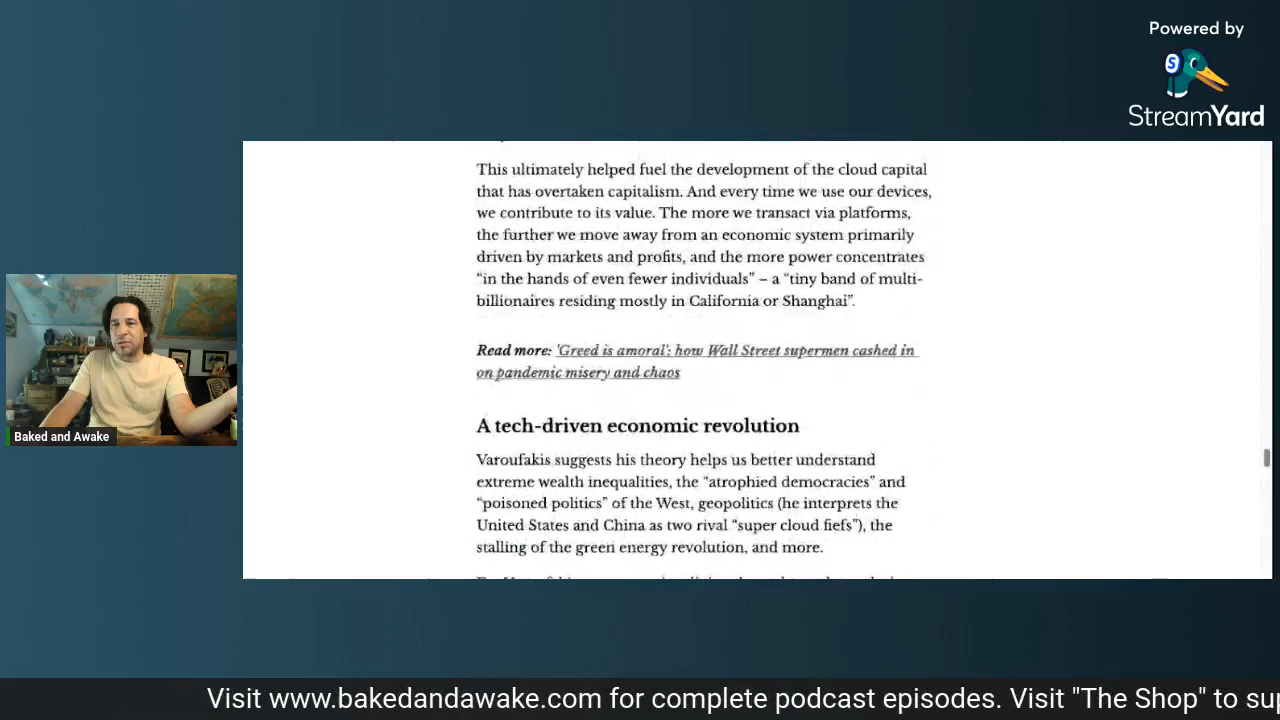 Powered by
S
StreamYard
This ultimately helped fuel the development of the cloud capital
that has overtaken capitalism. And every time we use our devices,
we contribute to its value. The more we transact via platforms,
the further we move away from an economic system primarily
driven by markets and profits, and the more power concentrates
“in the hands of even fewer individuals” – a “tiny band of multi-
billionaires residing mostly in California or Shanghai”.
Read more: 'Greed is amoral': how Wall Street supermen cashed in
on pandemic misery and chaos
A tech-driven economic revolution
Varoufakis suggests his theory helps us better understand
extreme wealth inequalities, the “atrophied democracies” and
“poisoned politics” of the West, geopolitics (he interprets the
United States and China as two rival “super cloud fiefs”), the
stalling of the green energy revolution, and more.
Baked and Awake
Visit www.bakedandawake.com for complete podcast episodes. Visit "The Shop" to su